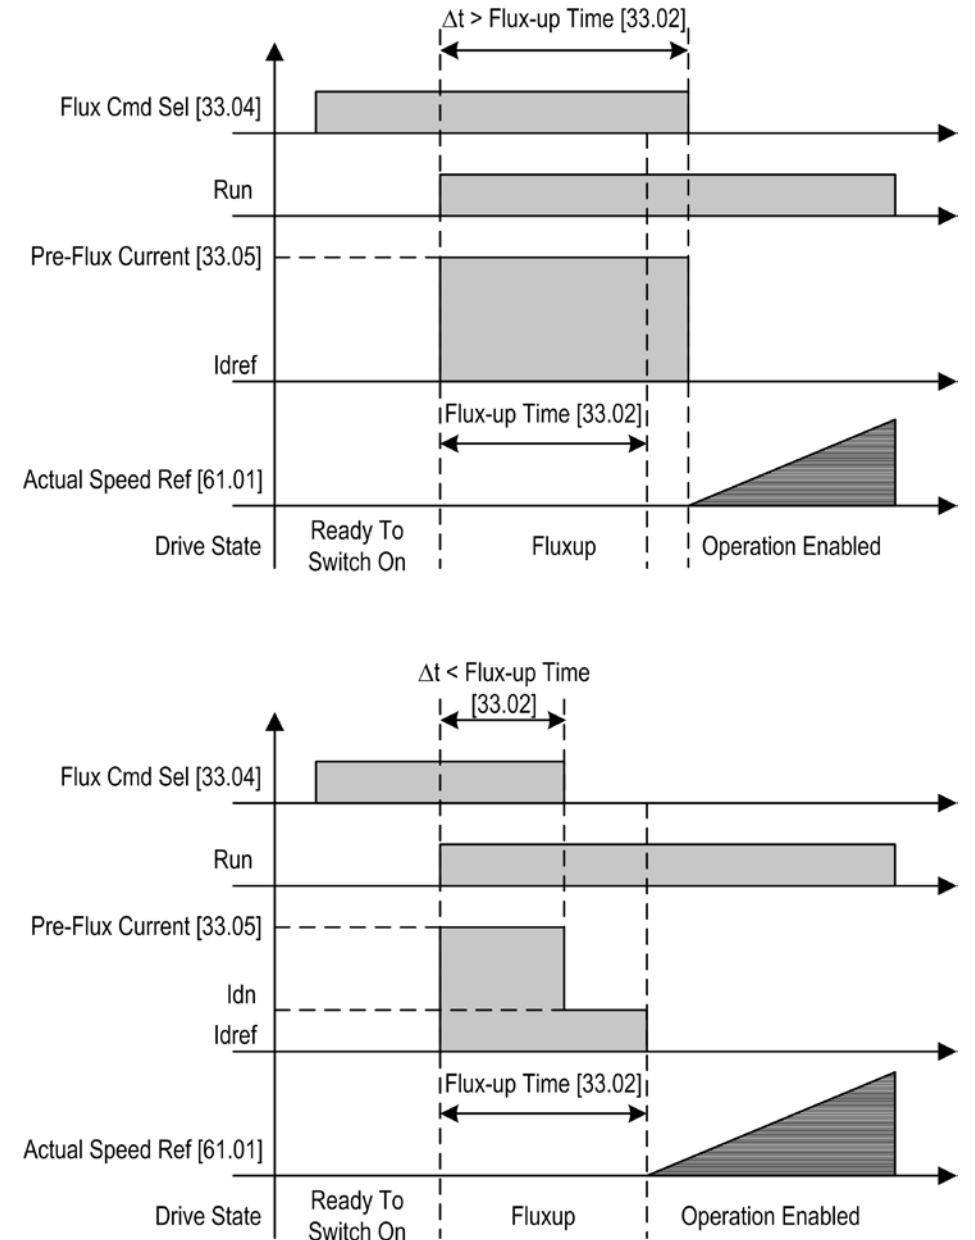 Δt > Flux-up Time [33.02]
Flux Cmd Sel [33.04]
Run
Pre-Flux Current [33.05]
Idref
Flux-up Time [33.02]
Actual Speed Ref [61.01]
Drive State
Ready To
Switch On
Fluxup
Operation Enabled
Δt < Flux-up Time
[33.02]
Flux Cmd Sel [33.04]
Run
Pre-Flux Current [33.05]
Idn
Idref
Flux-up Time [33.02]
Actual Speed Ref [61.01]
Drive State
Ready To
Switch On
Fluxup
Operation Enabled